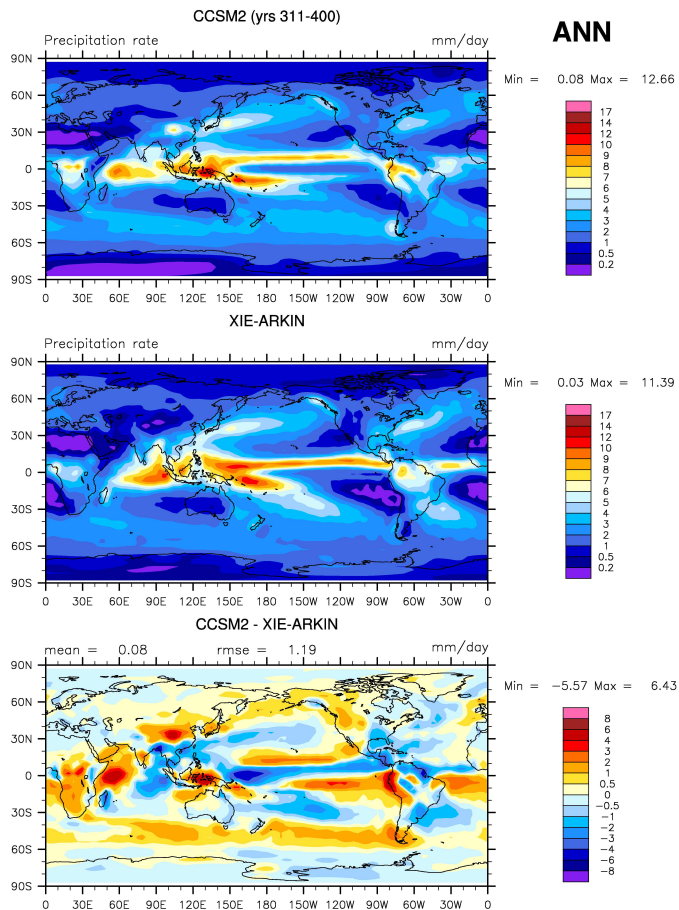 CCSM2 (yrs 311-400)
ANN
Precipitation rate mm/day
Min = 0.08 Max = 12.66
90N
60N
30N
0
30S
60S
90S
0 30E 60E 90E 120E 150E 180 150W 120W 90W 60W 30W 0
17
14
12
10
9
8
7
6
5
4
3
2
1
0.5
0.2
XIE-ARKIN
Precipitation rate mm/day
Min = 0.03 Max = 11.39
90N
60N
30N
0
30S
60S
90S
0 30E 60E 90E 120E 150E 180 150W 120W 90W 60W 30W 0
17
14
12
10
9
8
7
6
5
4
3
2
1
0.5
0.2
CCSM2 - XIE-ARKIN
mean = 0.08 rmse = 1.19 mm/day
Min = -5.57 Max = 6.43
90N
60N
30N
0
30S
60S
90S
0 30E 60E 90E 120E 150E 180 150W 120W 90W 60W 30W 0
8
6
4
3
2
1
0.5
0
-0.5
-1
-2
-3
-4
-6
-8